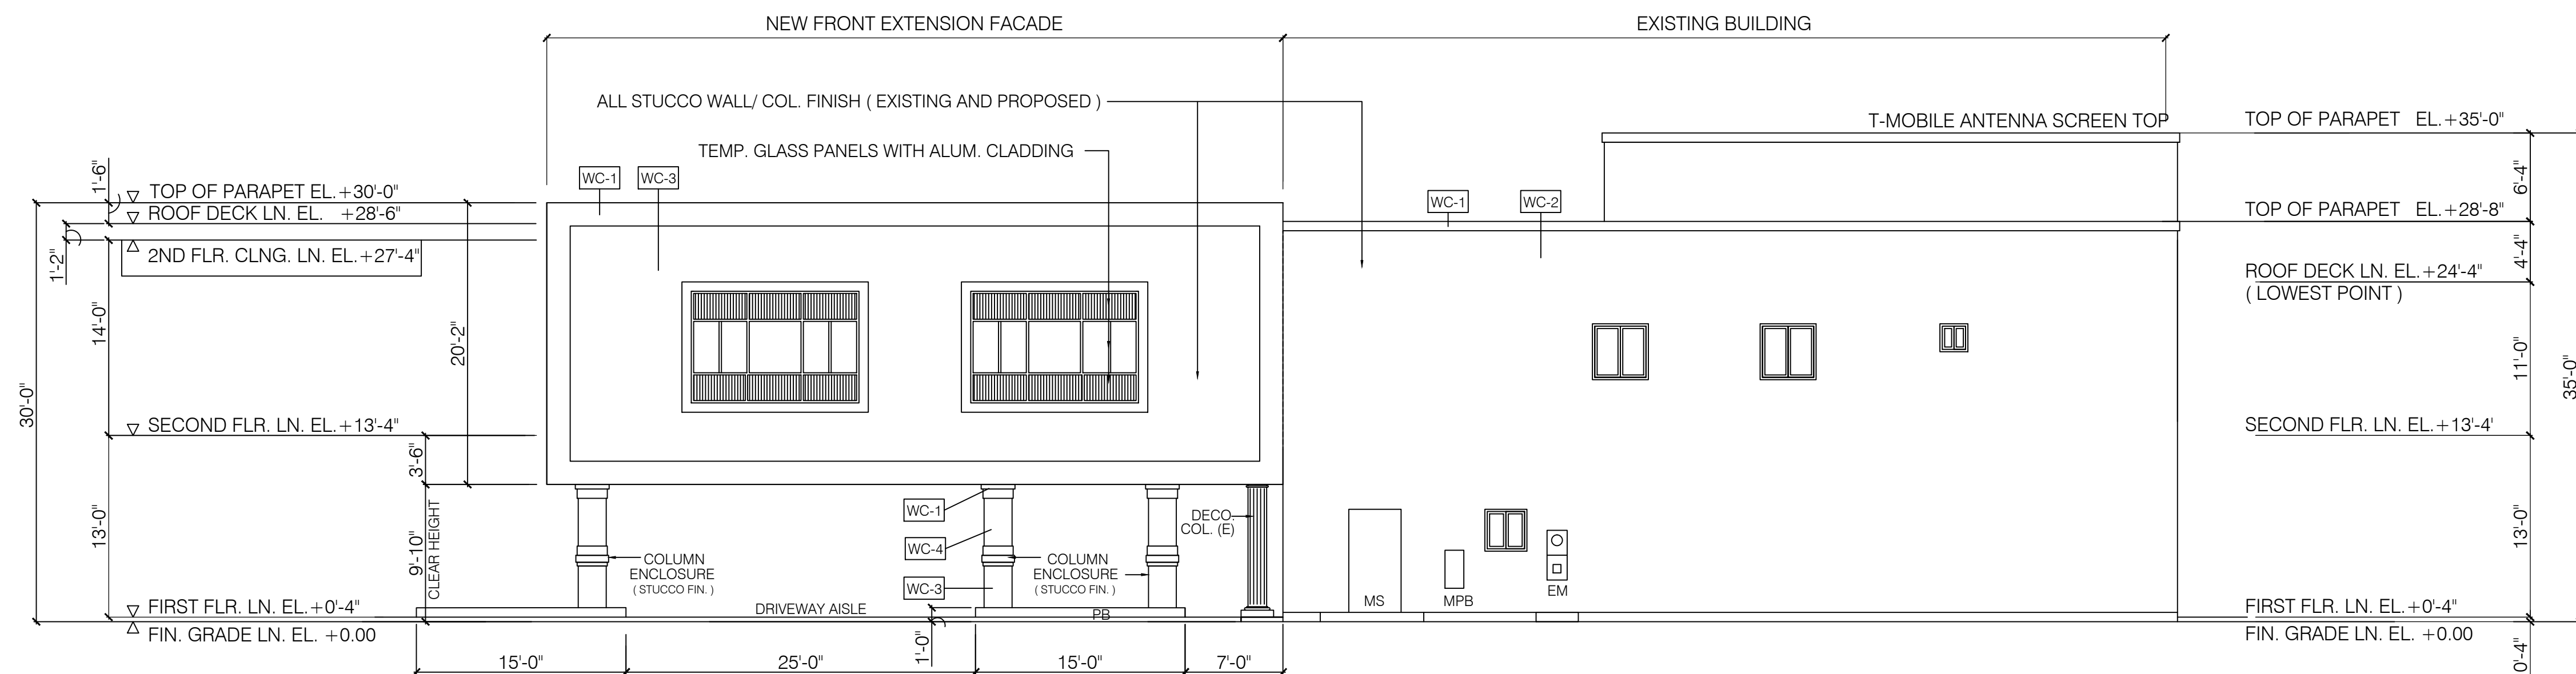 NEW FRONT EXTENSION FACADE
EXISTING BUILDING
ALL STUCCO WALL/ COL. FINISH ( EXISTING AND PROPOSED )
TEMP. GLASS PANELS WITH ALUM. CLADDING
T-MOBILE ANTENNA SCREEN TOP
TOP OF PARAPET EL.+35'-0"
WC-1
WC-3
WC-1
WC-2
1'-6"
TOP OF PARAPET EL.+30'-0"
ROOF DECK LN. EL. +28'-6"
2ND FLR. CLNG. LN. EL.+27'-4"
1'-2"
14'-0"
30'-0"
20'-2"
SECOND FLR. LN. EL.+13'-4"
3'-6"
13'-0"
9'-10"
CLEAR HEIGHT
FIRST FLR. LN. EL.+0'-4"
FIN. GRADE LN. EL. +0.00
6'-4"
TOP OF PARAPET EL.+28'-8"
4'-4"
ROOF DECK LN. EL.+24'-4"
( LOWEST POINT )
11'-0"
35'-0"
SECOND FLR. LN. EL.+13'-4'
13'-0"
FIRST FLR. LN. EL.+0'-4"
FIN. GRADE LN. EL. +0.00
0'-4"
WC-1
WC-4
WC-3
DECO.
COL. (E)
COLUMN
ENCLOSURE
( STUCCO FIN. )
COLUMN
ENCLOSURE
( STUCCO FIN. )
DRIVEWAY AISLE
PB
MS
MPB
EM
1'-0"
15'-0"
25'-0"
15'-0"
7'-0"